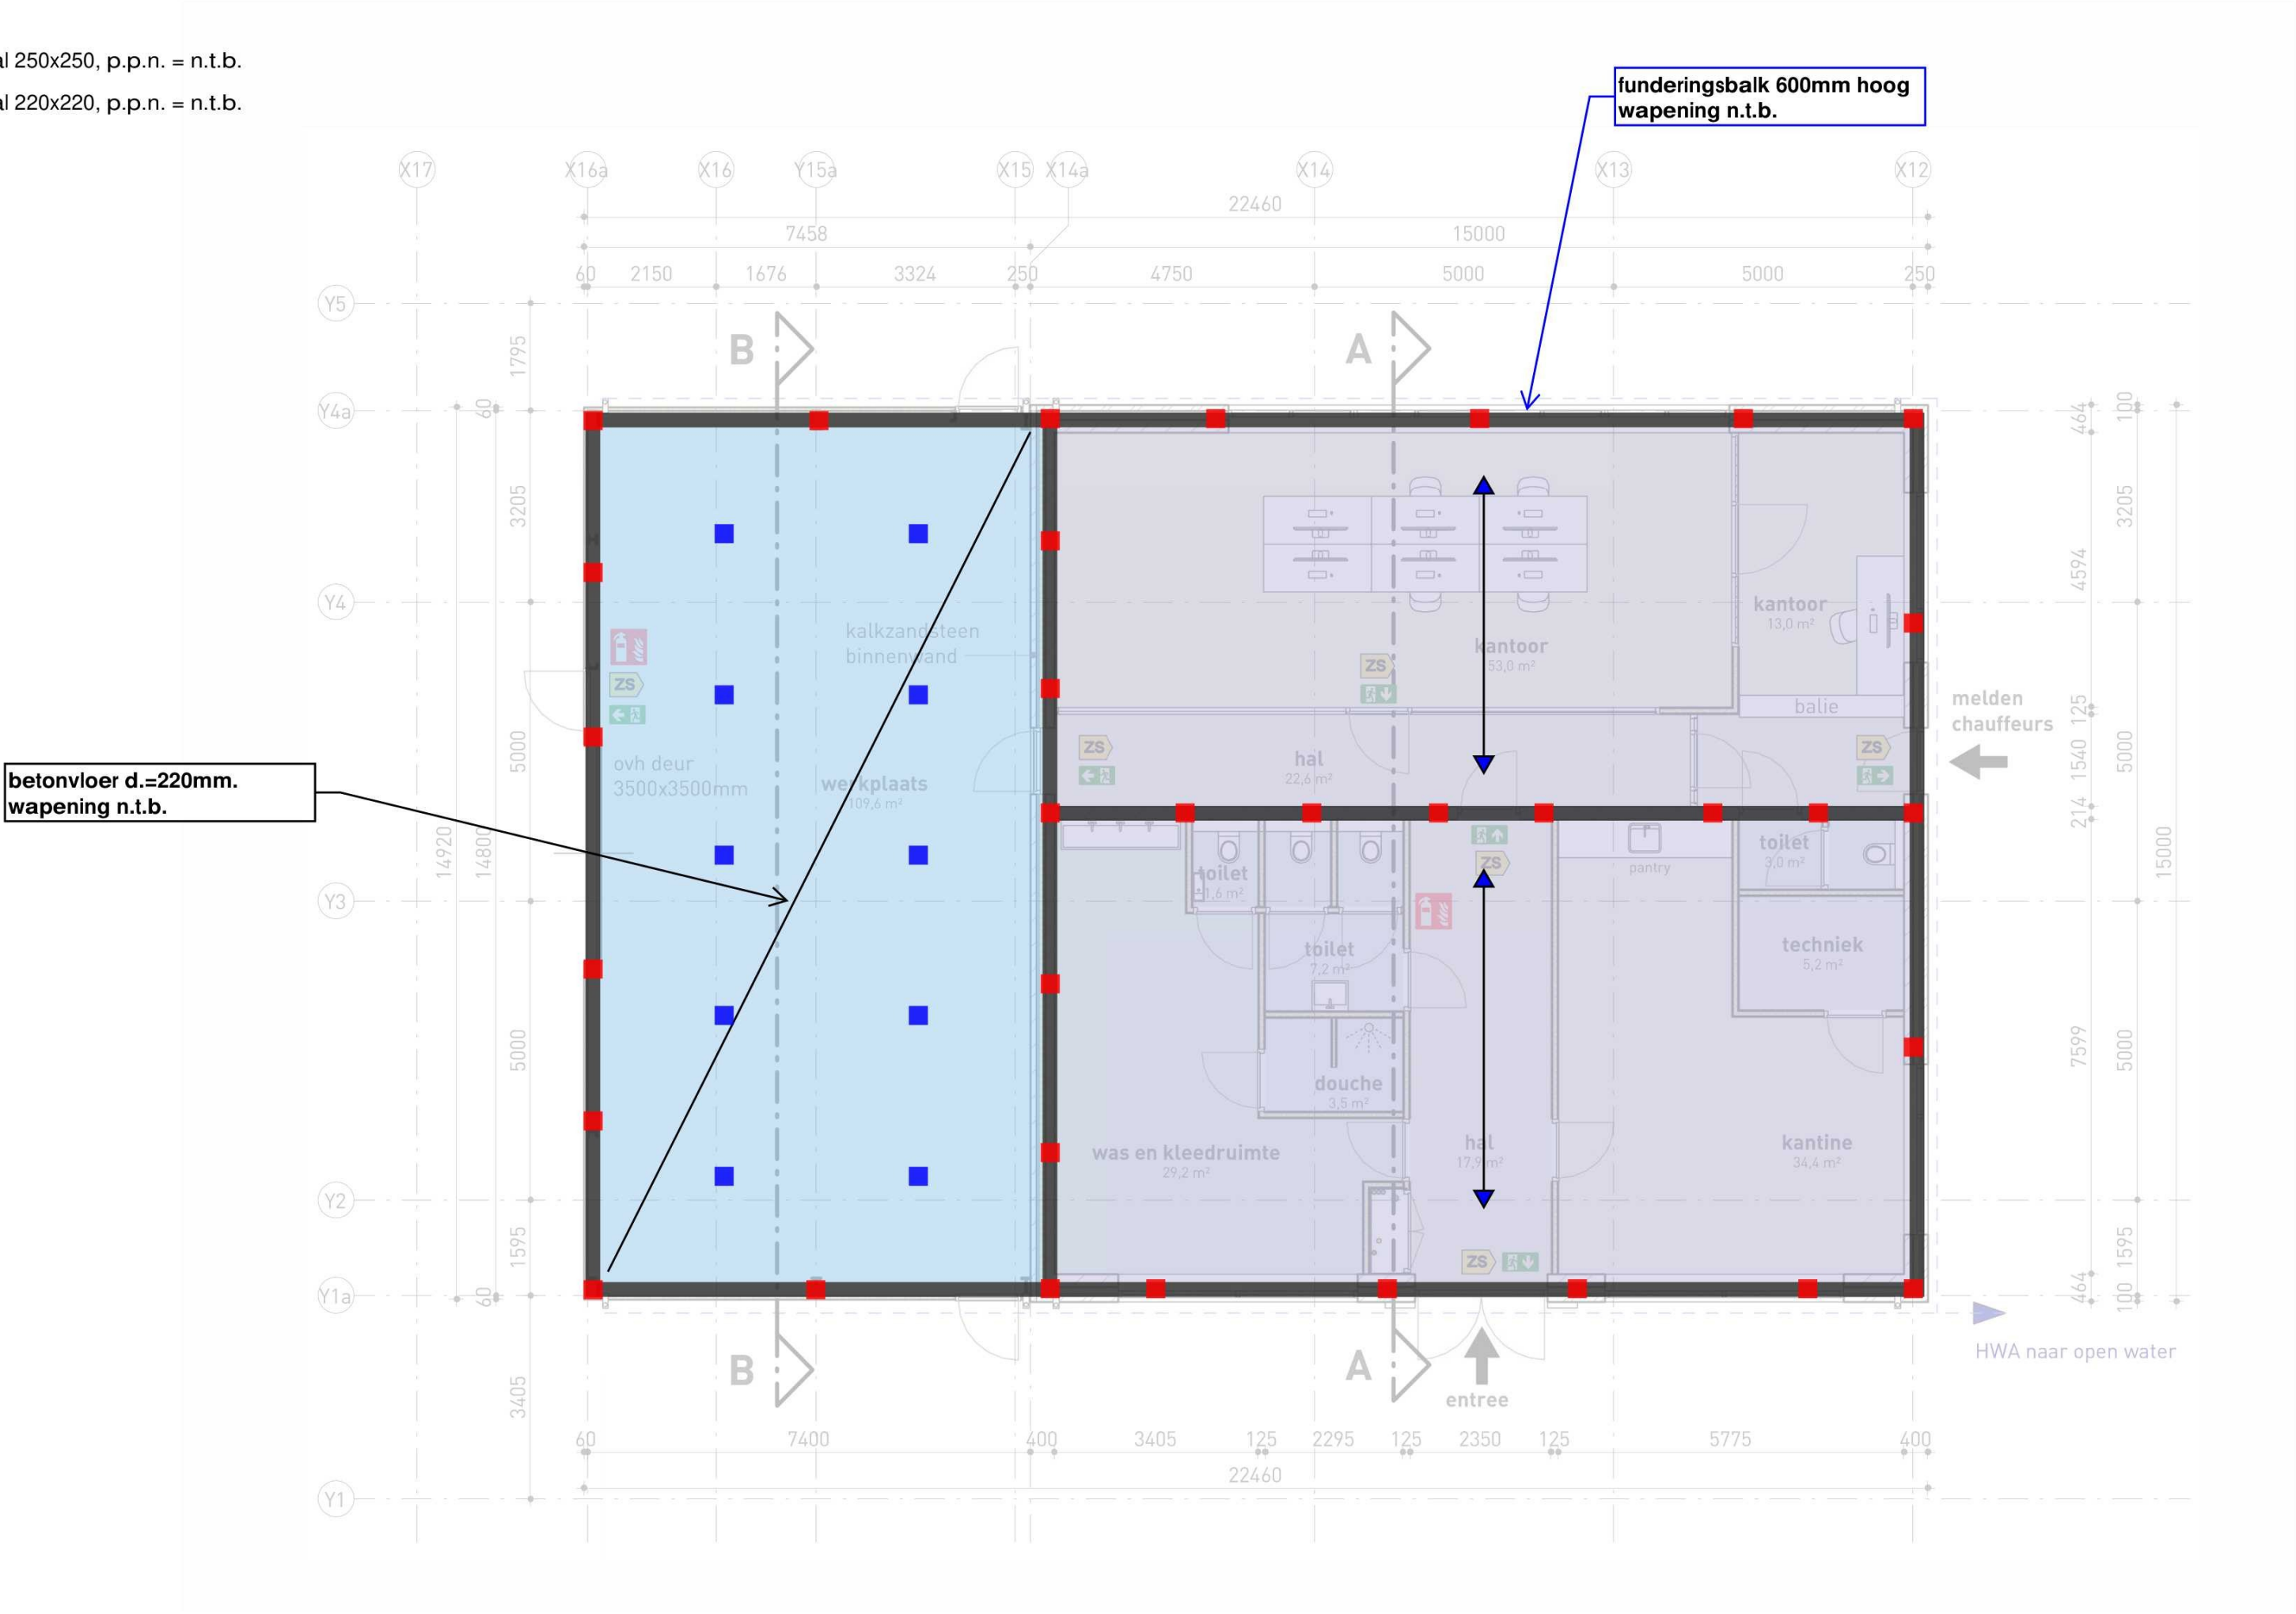 al 250x250, p.p.n. = n.t.b.
al 220x220, p.p.n. = n.t.b.
funderingsbalk 600mm hoog
wapening n.t.b.
X17
X16a
X16
Y15a
X15
X14a
X14
X13
X12
22460
7458
15000
60
2150
1676
3324
250
4750
5000
5000
250
Y5
1795
B
A
Y4a
60
464
100
3205
3205
4594
Y4
kalkzandsteen
binnenwand
kantoor
53,0 m²
kantoor
13,0 m²
ZS
ZS
balie
125
melden
chauffeurs
5000
ovh deur
3500x3500mm
werkplaats
109,6 m²
ZS
hal
22,6 m²
ZS
1540
5000
betonvloer d.=220mm.
wapening n.t.b.
14920
14800
214
15000
toilet
1,6 m²
ZS
pantry
toilet
3,0 m²
Y3
toilet
7,2 m²
techniek
5,2 m²
5000
douche
3,5 m²
7599
5000
was en kleedruimte
29,2 m²
hal
17,9 m²
kantine
34,4 m²
Y2
1595
ZS
1595
Y1a
60
464
100
HWA naar open water
B
A
entree
3405
60
7400
400
3405
125
2295
125
2350
125
5775
400
22460
Y1